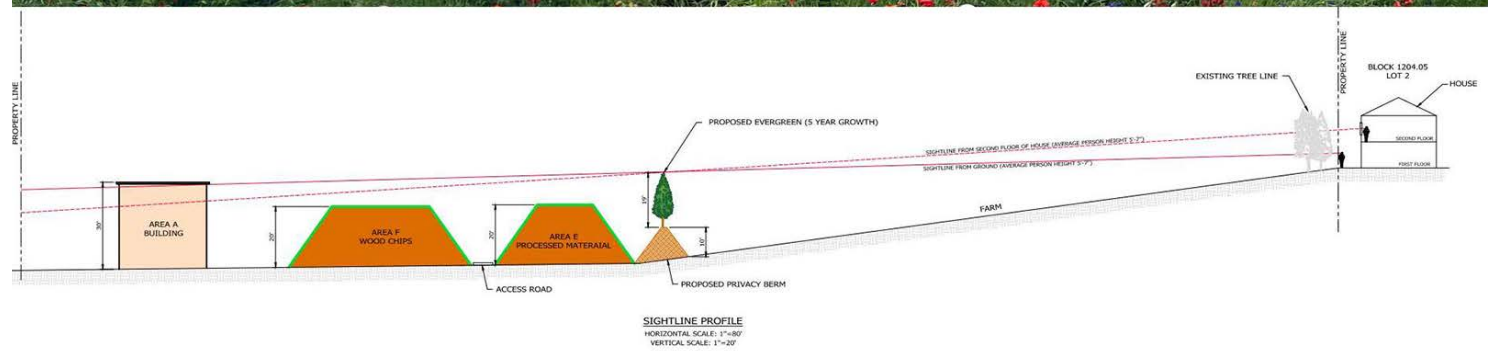 PROPERTY LINE
30'
AREA A
BUILDING
20'
AREA F
WOOD CHIPS
ACCESS ROAD
20'
AREA E
PROCESSED MATERAIAL
PROPOSED EVERGREEN (5 YEAR GROWTH)
19'
10'
PROPOSED PRIVACY BERM
SIGHTLINE FROM SECOND FLOOR OF HOUSE (AVERAGE PERSON HEIGHT 5'-7")
SIGHTLINE FROM GROUND (AVERAGE PERSON HEIGHT 5'-7")
FARM
EXISTING TREE LINE
PROPERTY LINE
BLOCK 1204.05
LOT 2
HOUSE
SECOND FLOOR
FIRST FLOOR
SIGHTLINE PROFILE
HORIZONTAL SCALE: 1"=80'
VERTICAL SCALE: 1"=20'